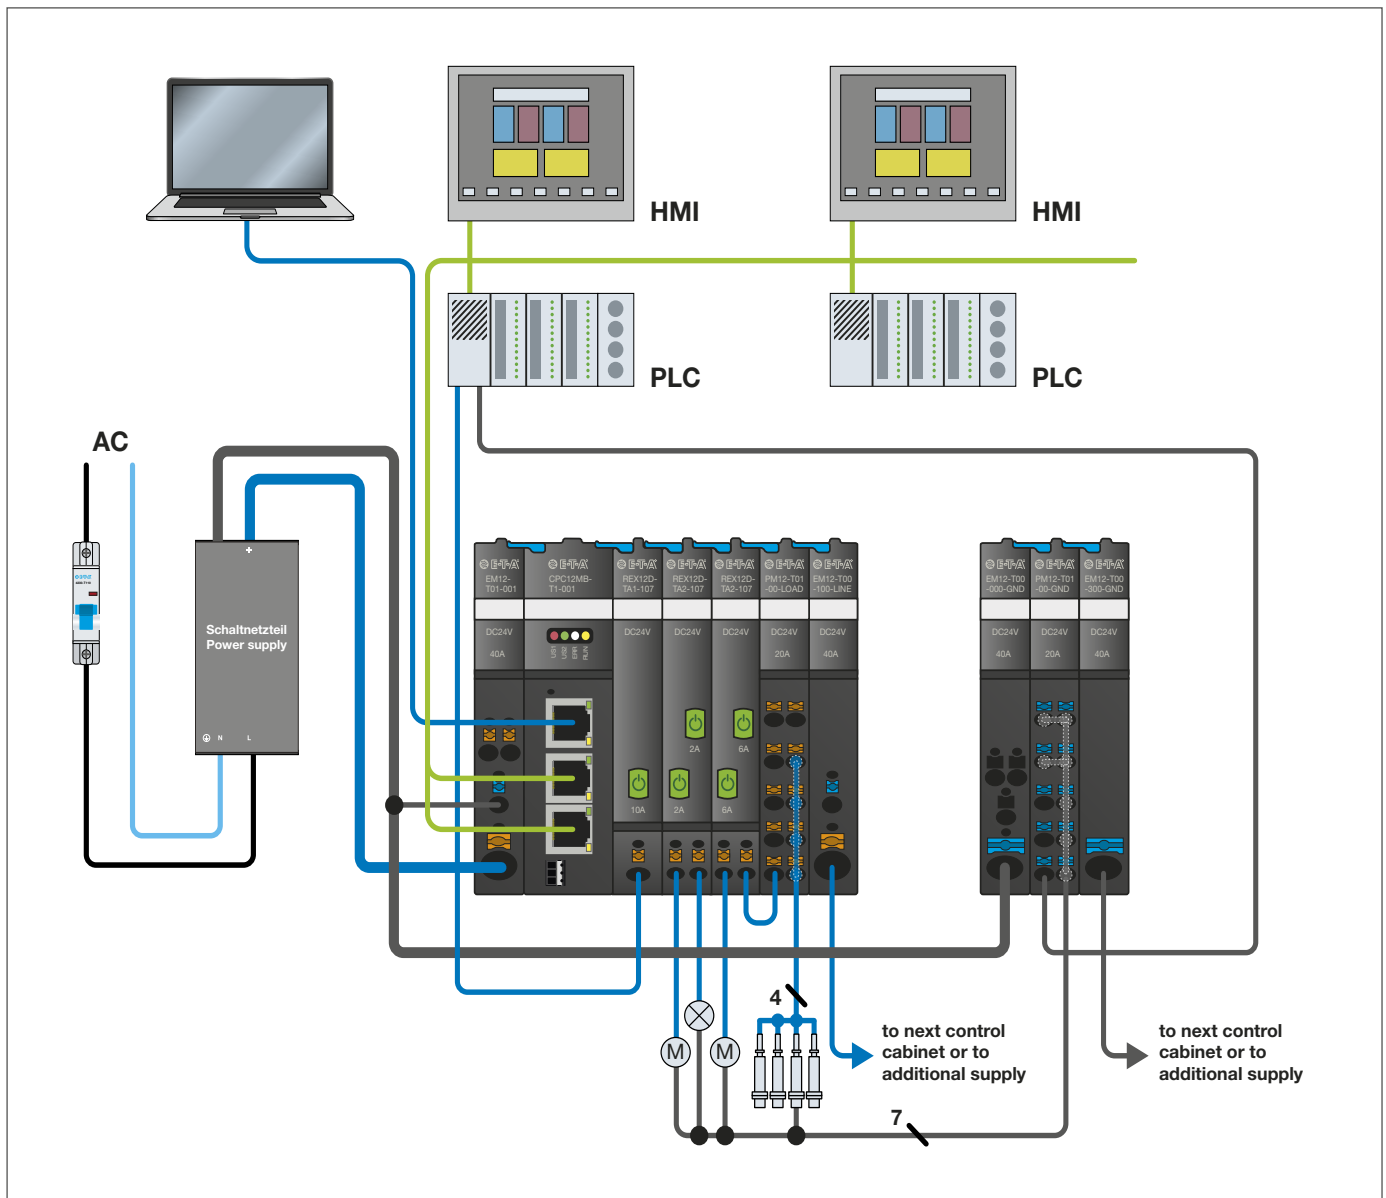 HMI
HMI
PLC
PLC
AC
Schaltnetzteil
Power supply
+
N
L
E-T-A
EM12-
T01-001
DC24V
40A
E-T-A
CPC12MB-
T1-001
US1
US2
ERR
RUN
E-T-A
REX12D-
TA1-107
DC24V
10A
E-T-A
REX12D-
TA2-107
DC24V
2A
2A
E-T-A
REX12D-
TA2-107
DC24V
6A
6A
E-T-A
PM12-T01
-00-LOAD
DC24V
20A
E-T-A
EM12-T00
-100-LINE
DC24V
40A
E-T-A
EM12-T00
-000-GND
DC24V
40A
E-T-A
PM12-T01
-00-GND
DC24V
20A
E-T-A
EM12-T00
-300-GND
DC24V
40A
4
M
M
to next control
cabinet or to
additional supply
to next control
cabinet or to
additional supply
7